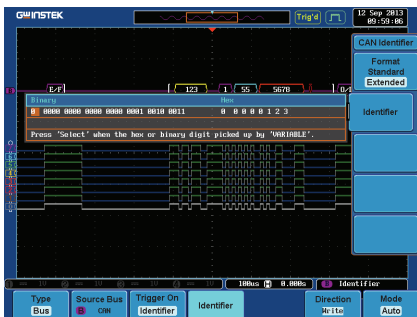 GWINSTEK
Trig'd
12 Sep 2013
09:59:06
CAN Identifier
Format
Standard
Extended
Identifier
E/F
123
1
55
5678
Binary Hex
0 0000 0000 0000 0000 0001 0010 0011 0 0 0 0 0 1 2 3
Press 'Select' when the hex or binary digit picked up by 'VARIABLE'.
100us H 0.000s
B Identifier
Type
Bus
Source Bus
B CAN
Trigger On
Identifier
Identifier
Direction
Write
Mode
Auto